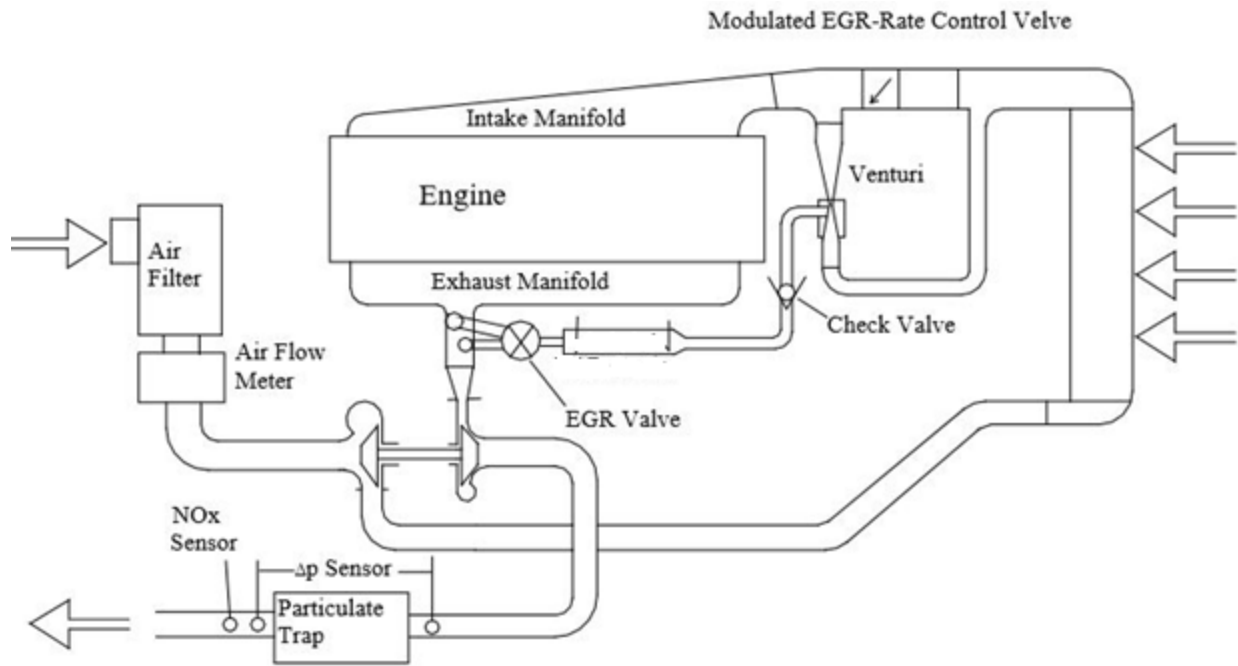 Modulated EGR-Rate Control Velve
Intake Manifold
Engine
Venturi
Air
Filter
Exhaust Manifold
Check Valve
Air Flow
Meter
EGR Valve
NOx
Sensor
Δp Sensor
Particulate
Trap